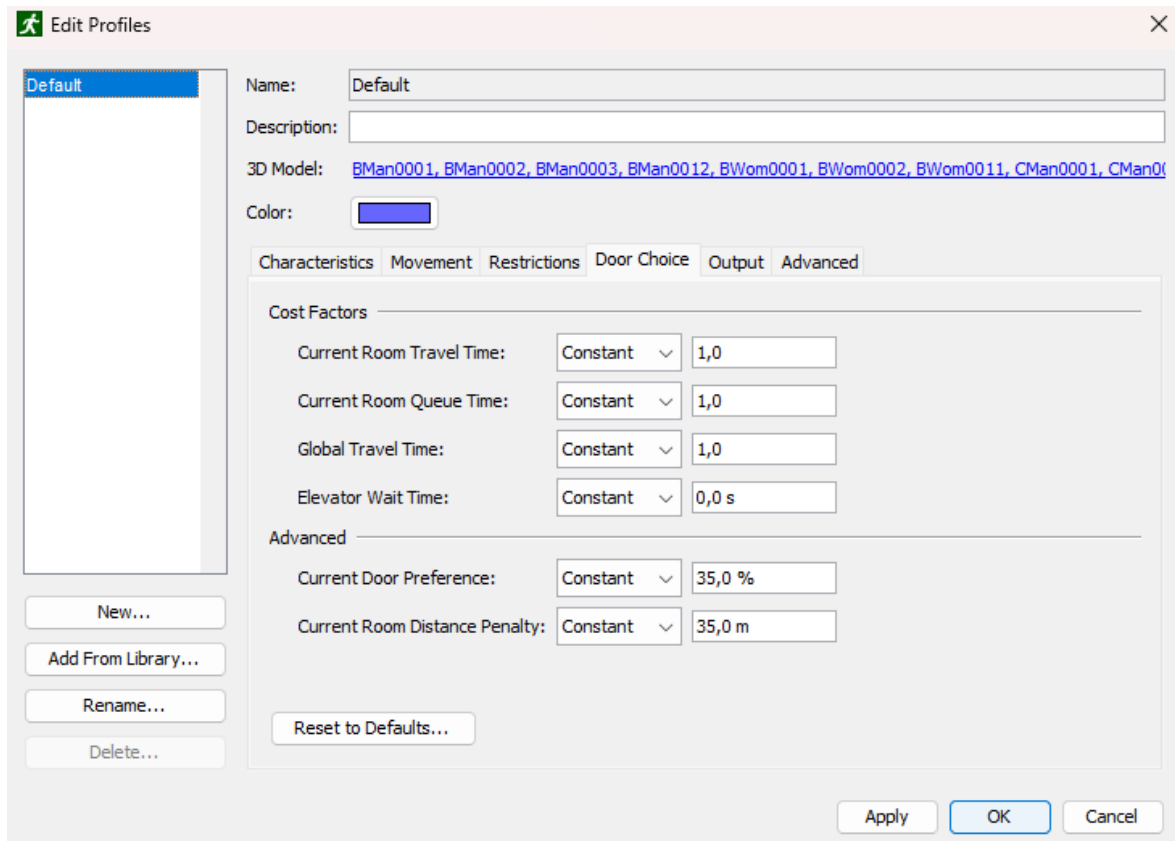 Edit Profiles
Default
Name: Default
Description:
3D Model: BMan0001, BMan0002, BMan0003, BMan0012, BWom0001, BWom0002, BWom0011, CMan0001, CMan00
Color:
Characteristics Movement Restrictions Door Choice Output Advanced
Cost Factors
Current Room Travel Time: Constant 1,0
Current Room Queue Time: Constant 1,0
Global Travel Time: Constant 1,0
Elevator Wait Time: Constant 0,0 s
Advanced
Current Door Preference: Constant 35,0 %
Current Room Distance Penalty: Constant 35,0 m
New...
Add From Library...
Rename...
Delete...
Reset to Defaults...
Apply OK Cancel